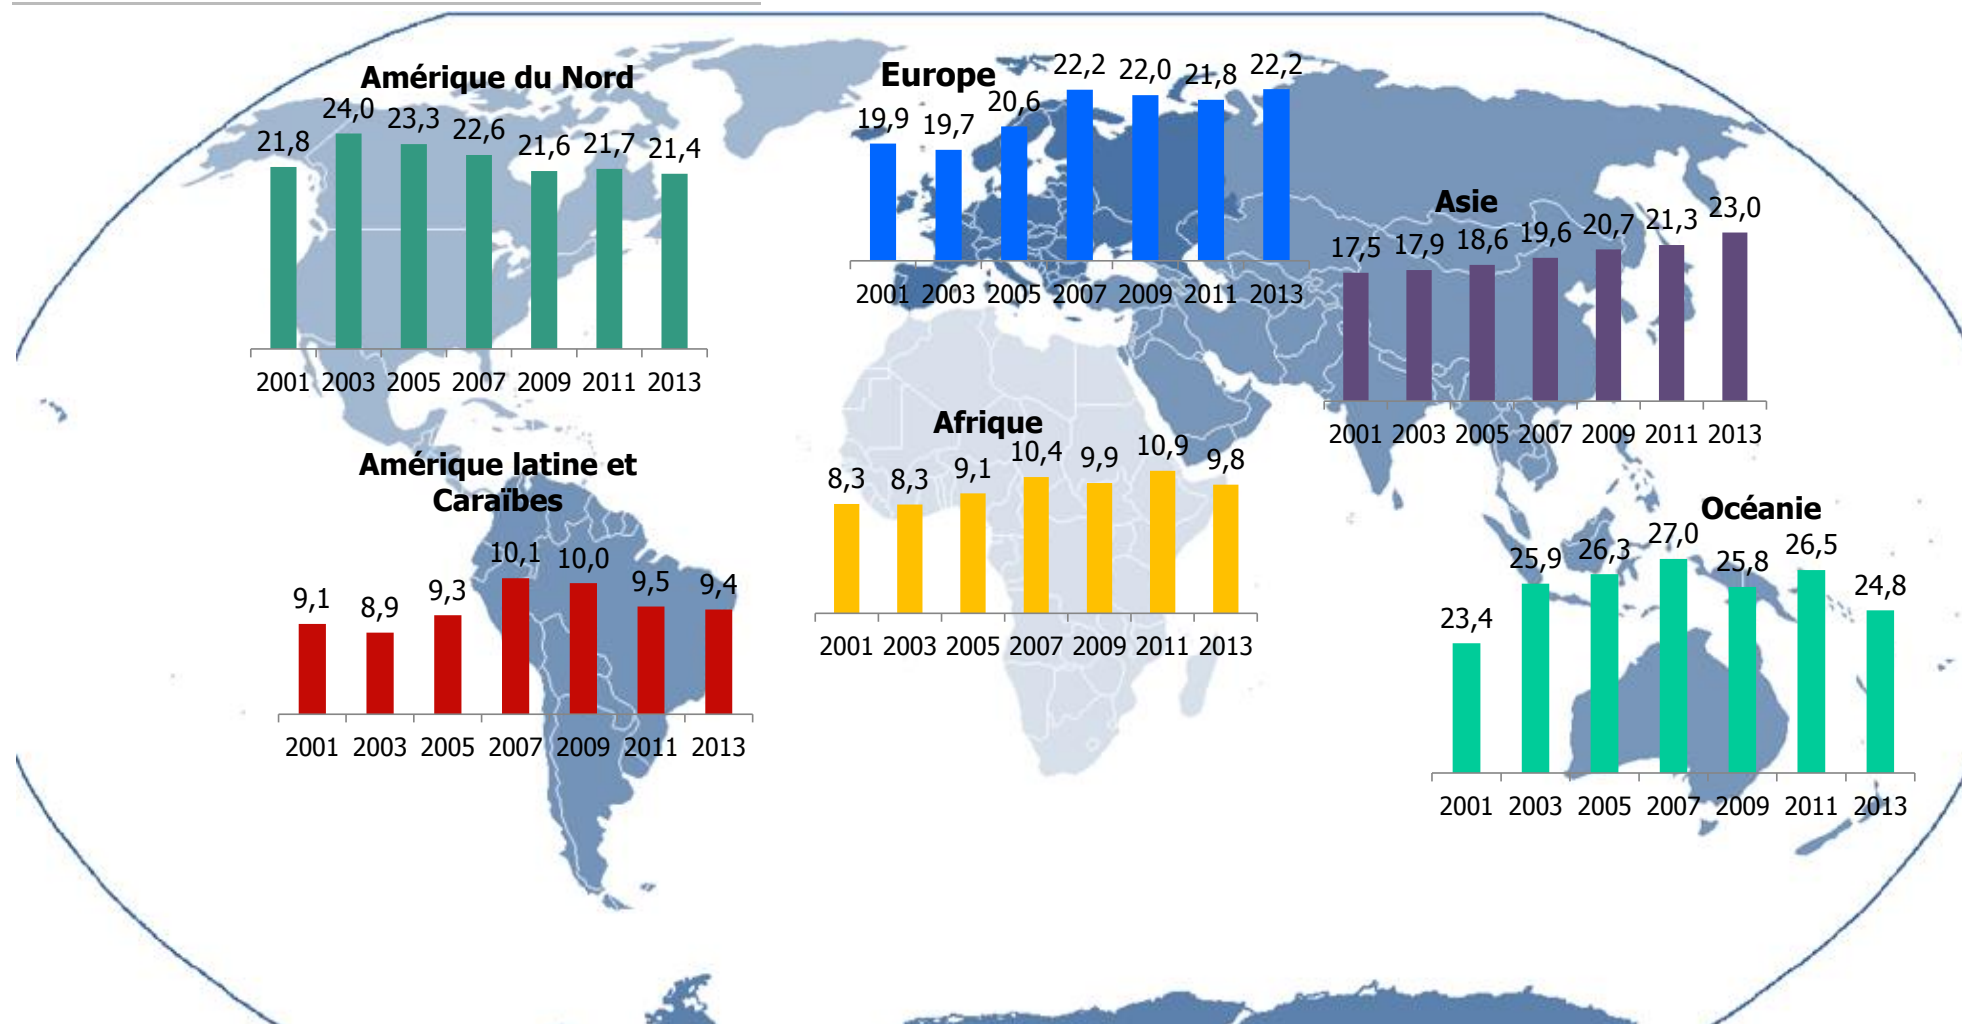 Amérique du Nord
21,8 24,0 23,3 22,6 21,6 21,7 21,4
2001 2003 2005 2007 2009 2011 2013
Europe
19,9 19,7 20,6 22,2 22,0 21,8 22,2
2001 2003 2005 2007 2009 2011 2013
Asie
17,5 17,9 18,6 19,6 20,7 21,3 23,0
2001 2003 2005 2007 2009 2011 2013
Amérique latine et
Caraïbes
9,1 8,9 9,3 10,1 10,0 9,5 9,4
2001 2003 2005 2007 2009 2011 2013
Afrique
8,3 8,3 9,1 10,4 9,9 10,9 9,8
2001 2003 2005 2007 2009 2011 2013
Océanie
23,4 25,9 26,3 27,0 25,8 26,5 24,8
2001 2003 2005 2007 2009 2011 2013